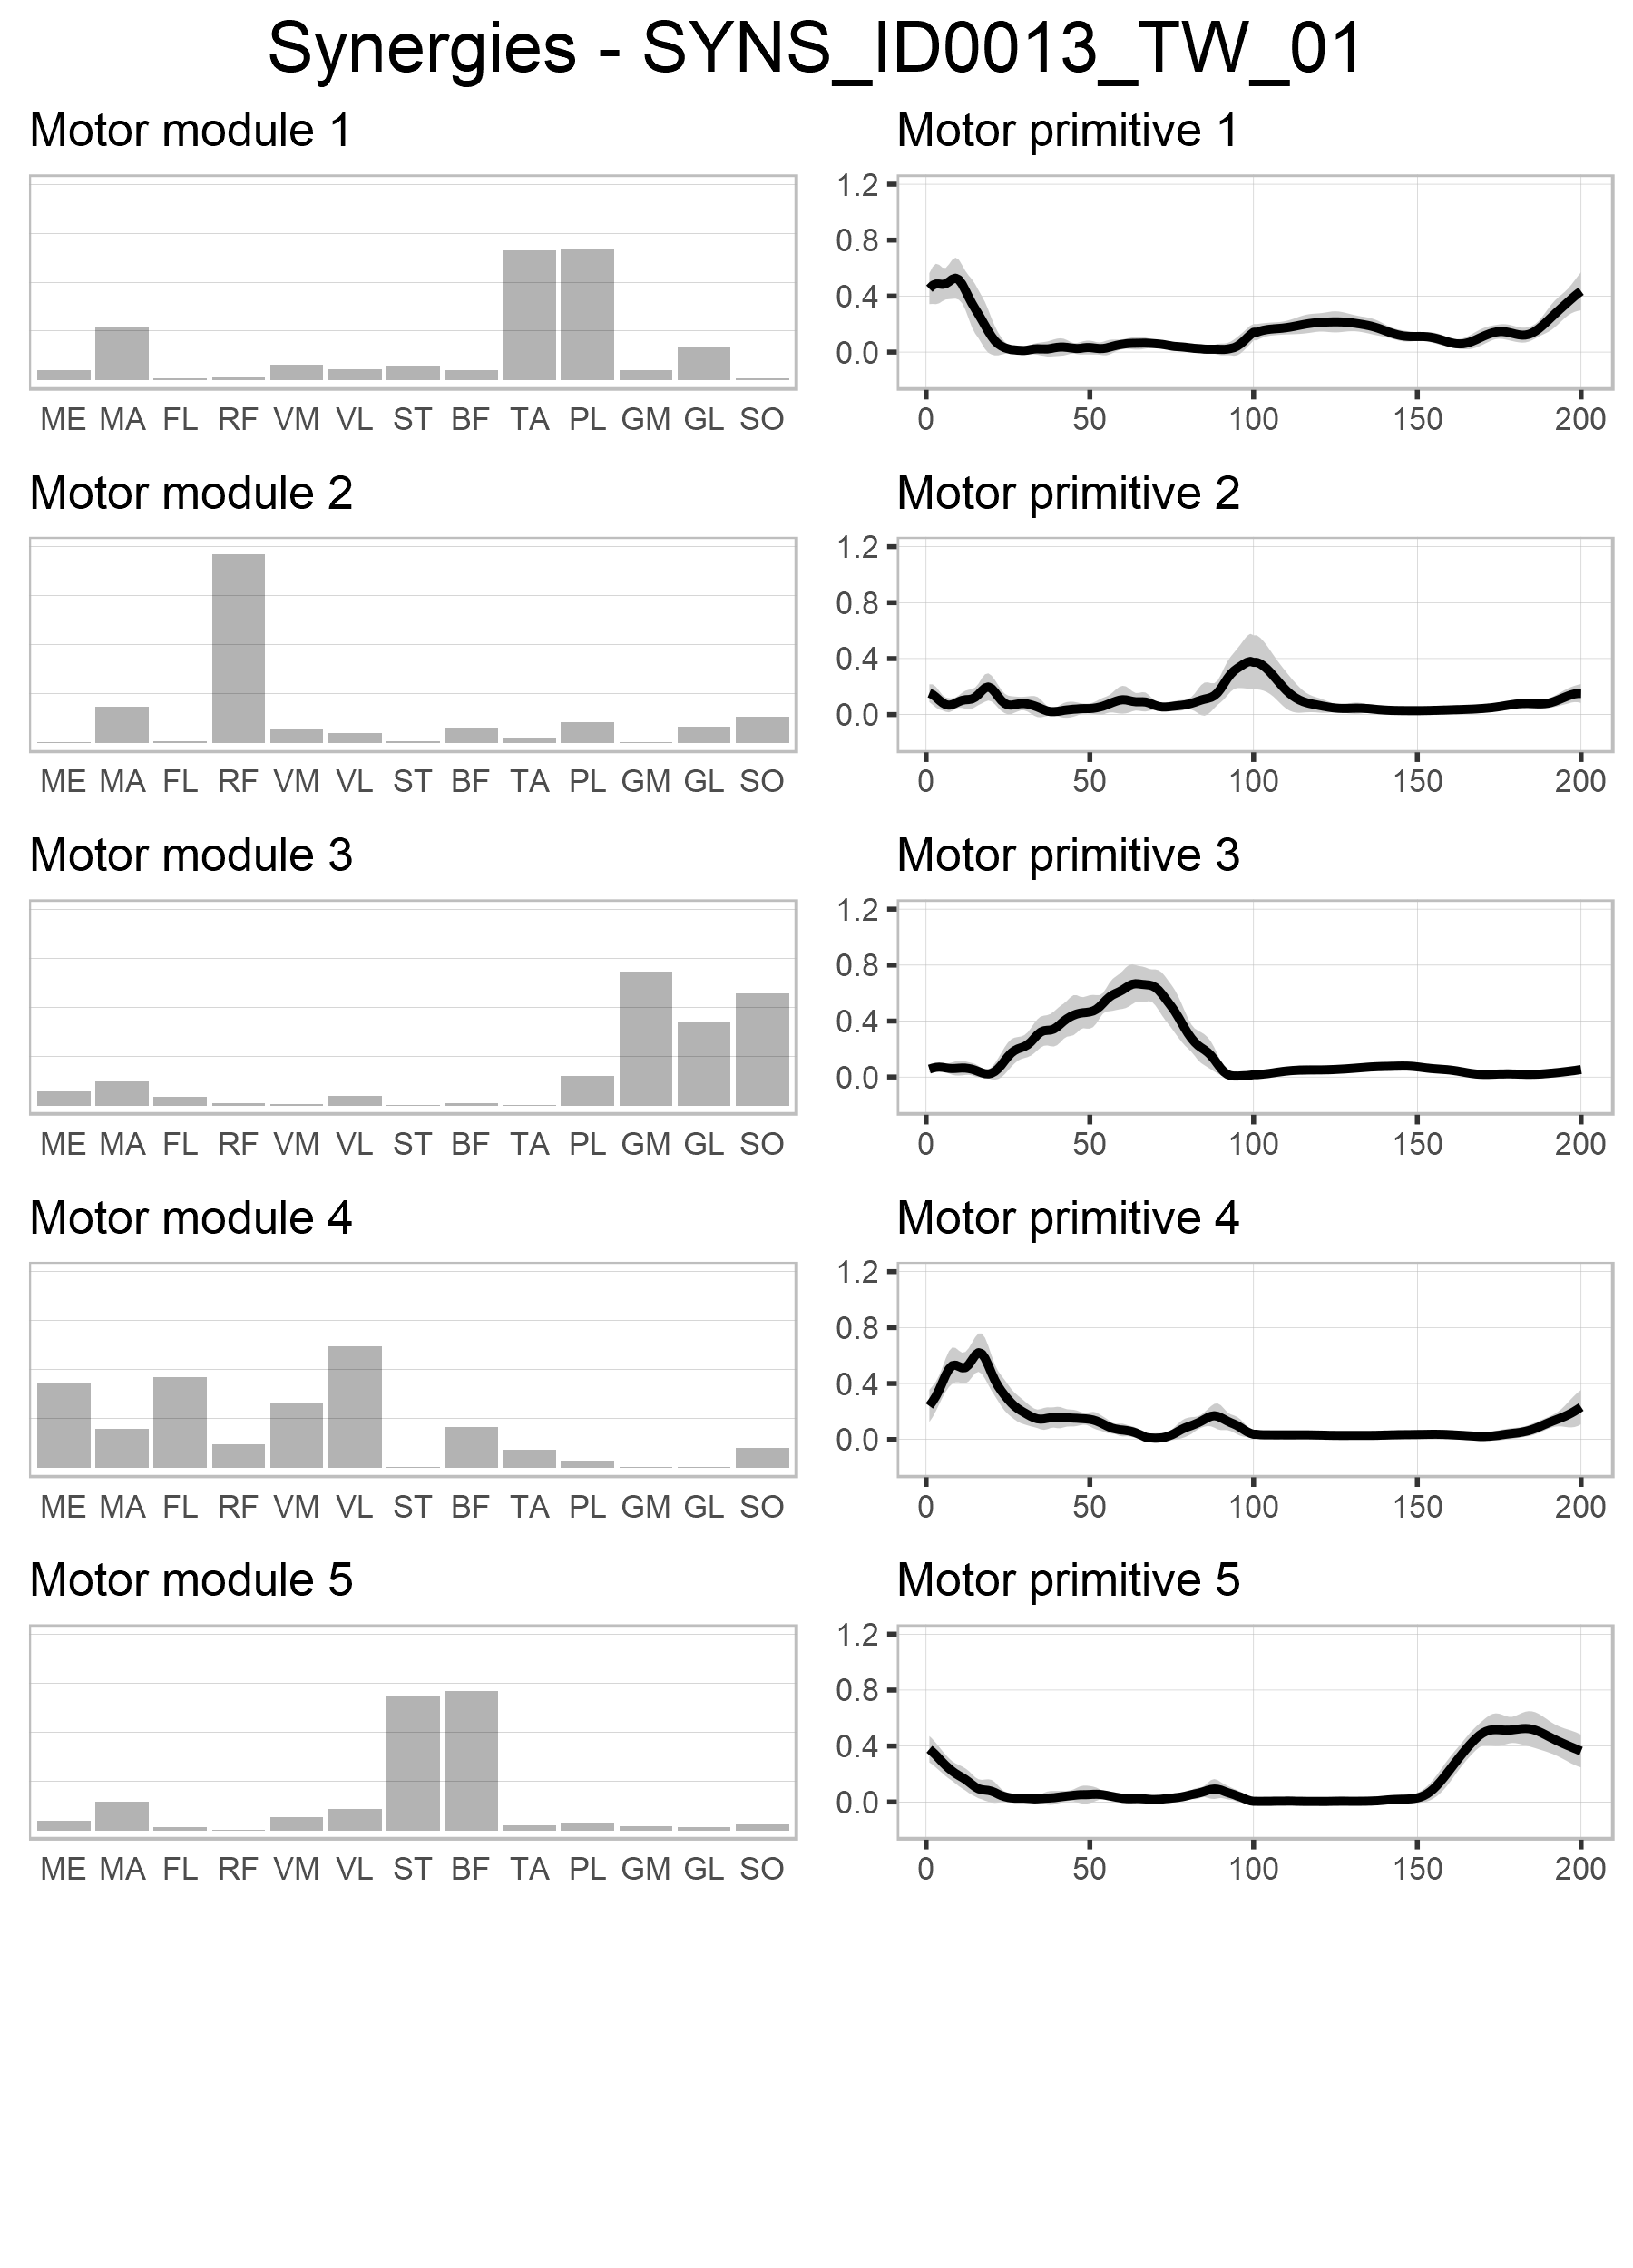 Synergies - SYNS_ID0013_TW_01
Motor module 1
Motor primitive 1
1.2
0.8
0.4
0.0
ME MA FL RF VM VL ST BF TA PL GM GL SO
0 50 100 150 200
Motor module 2
Motor primitive 2
1.2
0.8
0.4
0.0
ME MA FL RF VM VL ST BF TA PL GM GL SO
0 50 100 150 200
Motor module 3
Motor primitive 3
1.2
0.8
0.4
0.0
ME MA FL RF VM VL ST BF TA PL GM GL SO
0 50 100 150 200
Motor module 4
Motor primitive 4
1.2
0.8
0.4
0.0
ME MA FL RF VM VL ST BF TA PL GM GL SO
0 50 100 150 200
Motor module 5
Motor primitive 5
1.2
0.8
0.4
0.0
ME MA FL RF VM VL ST BF TA PL GM GL SO
0 50 100 150 200